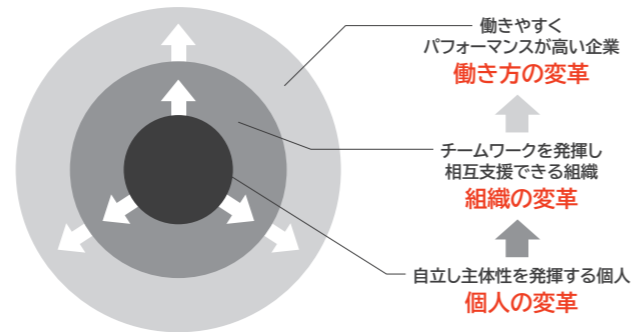 働きやすく
パフォーマンスが高い企業
働き方の変革
チームワークを発揮し
相互支援できる組織
組織の変革
自立し主体性を発揮する個人
個人の変革